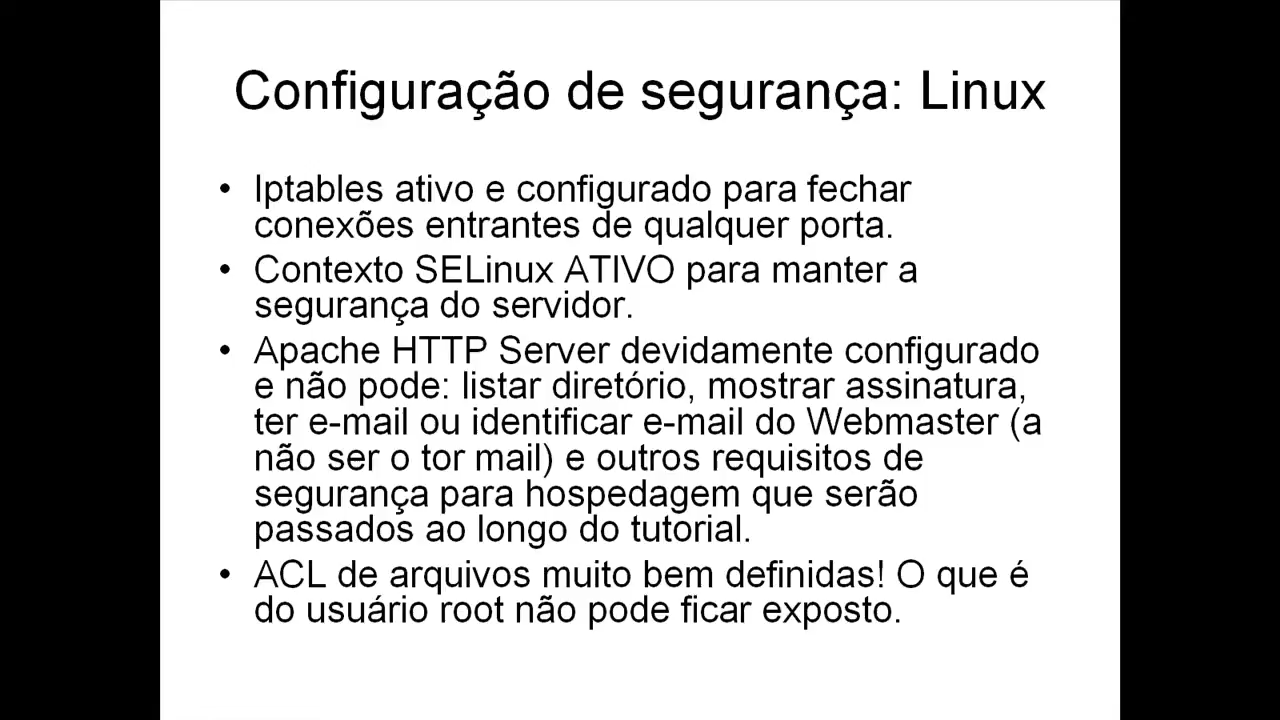 Configuração de segurança: Linux
• Iptables ativo e configurado para fechar
conexões entrantes de qualquer porta.
• Contexto SELinux ATIVO para manter a
segurança do servidor.
• Apache HTTP Server devidamente configurado
e não pode: listar diretório, mostrar assinatura,
ter e-mail ou identificar e-mail do Webmaster (a
não ser o tor mail) e outros requisitos de
segurança para hospedagem que serão
passados ao longo do tutorial.
• ACL de arquivos muito bem definidas! O que é
do usuário root não pode ficar exposto.